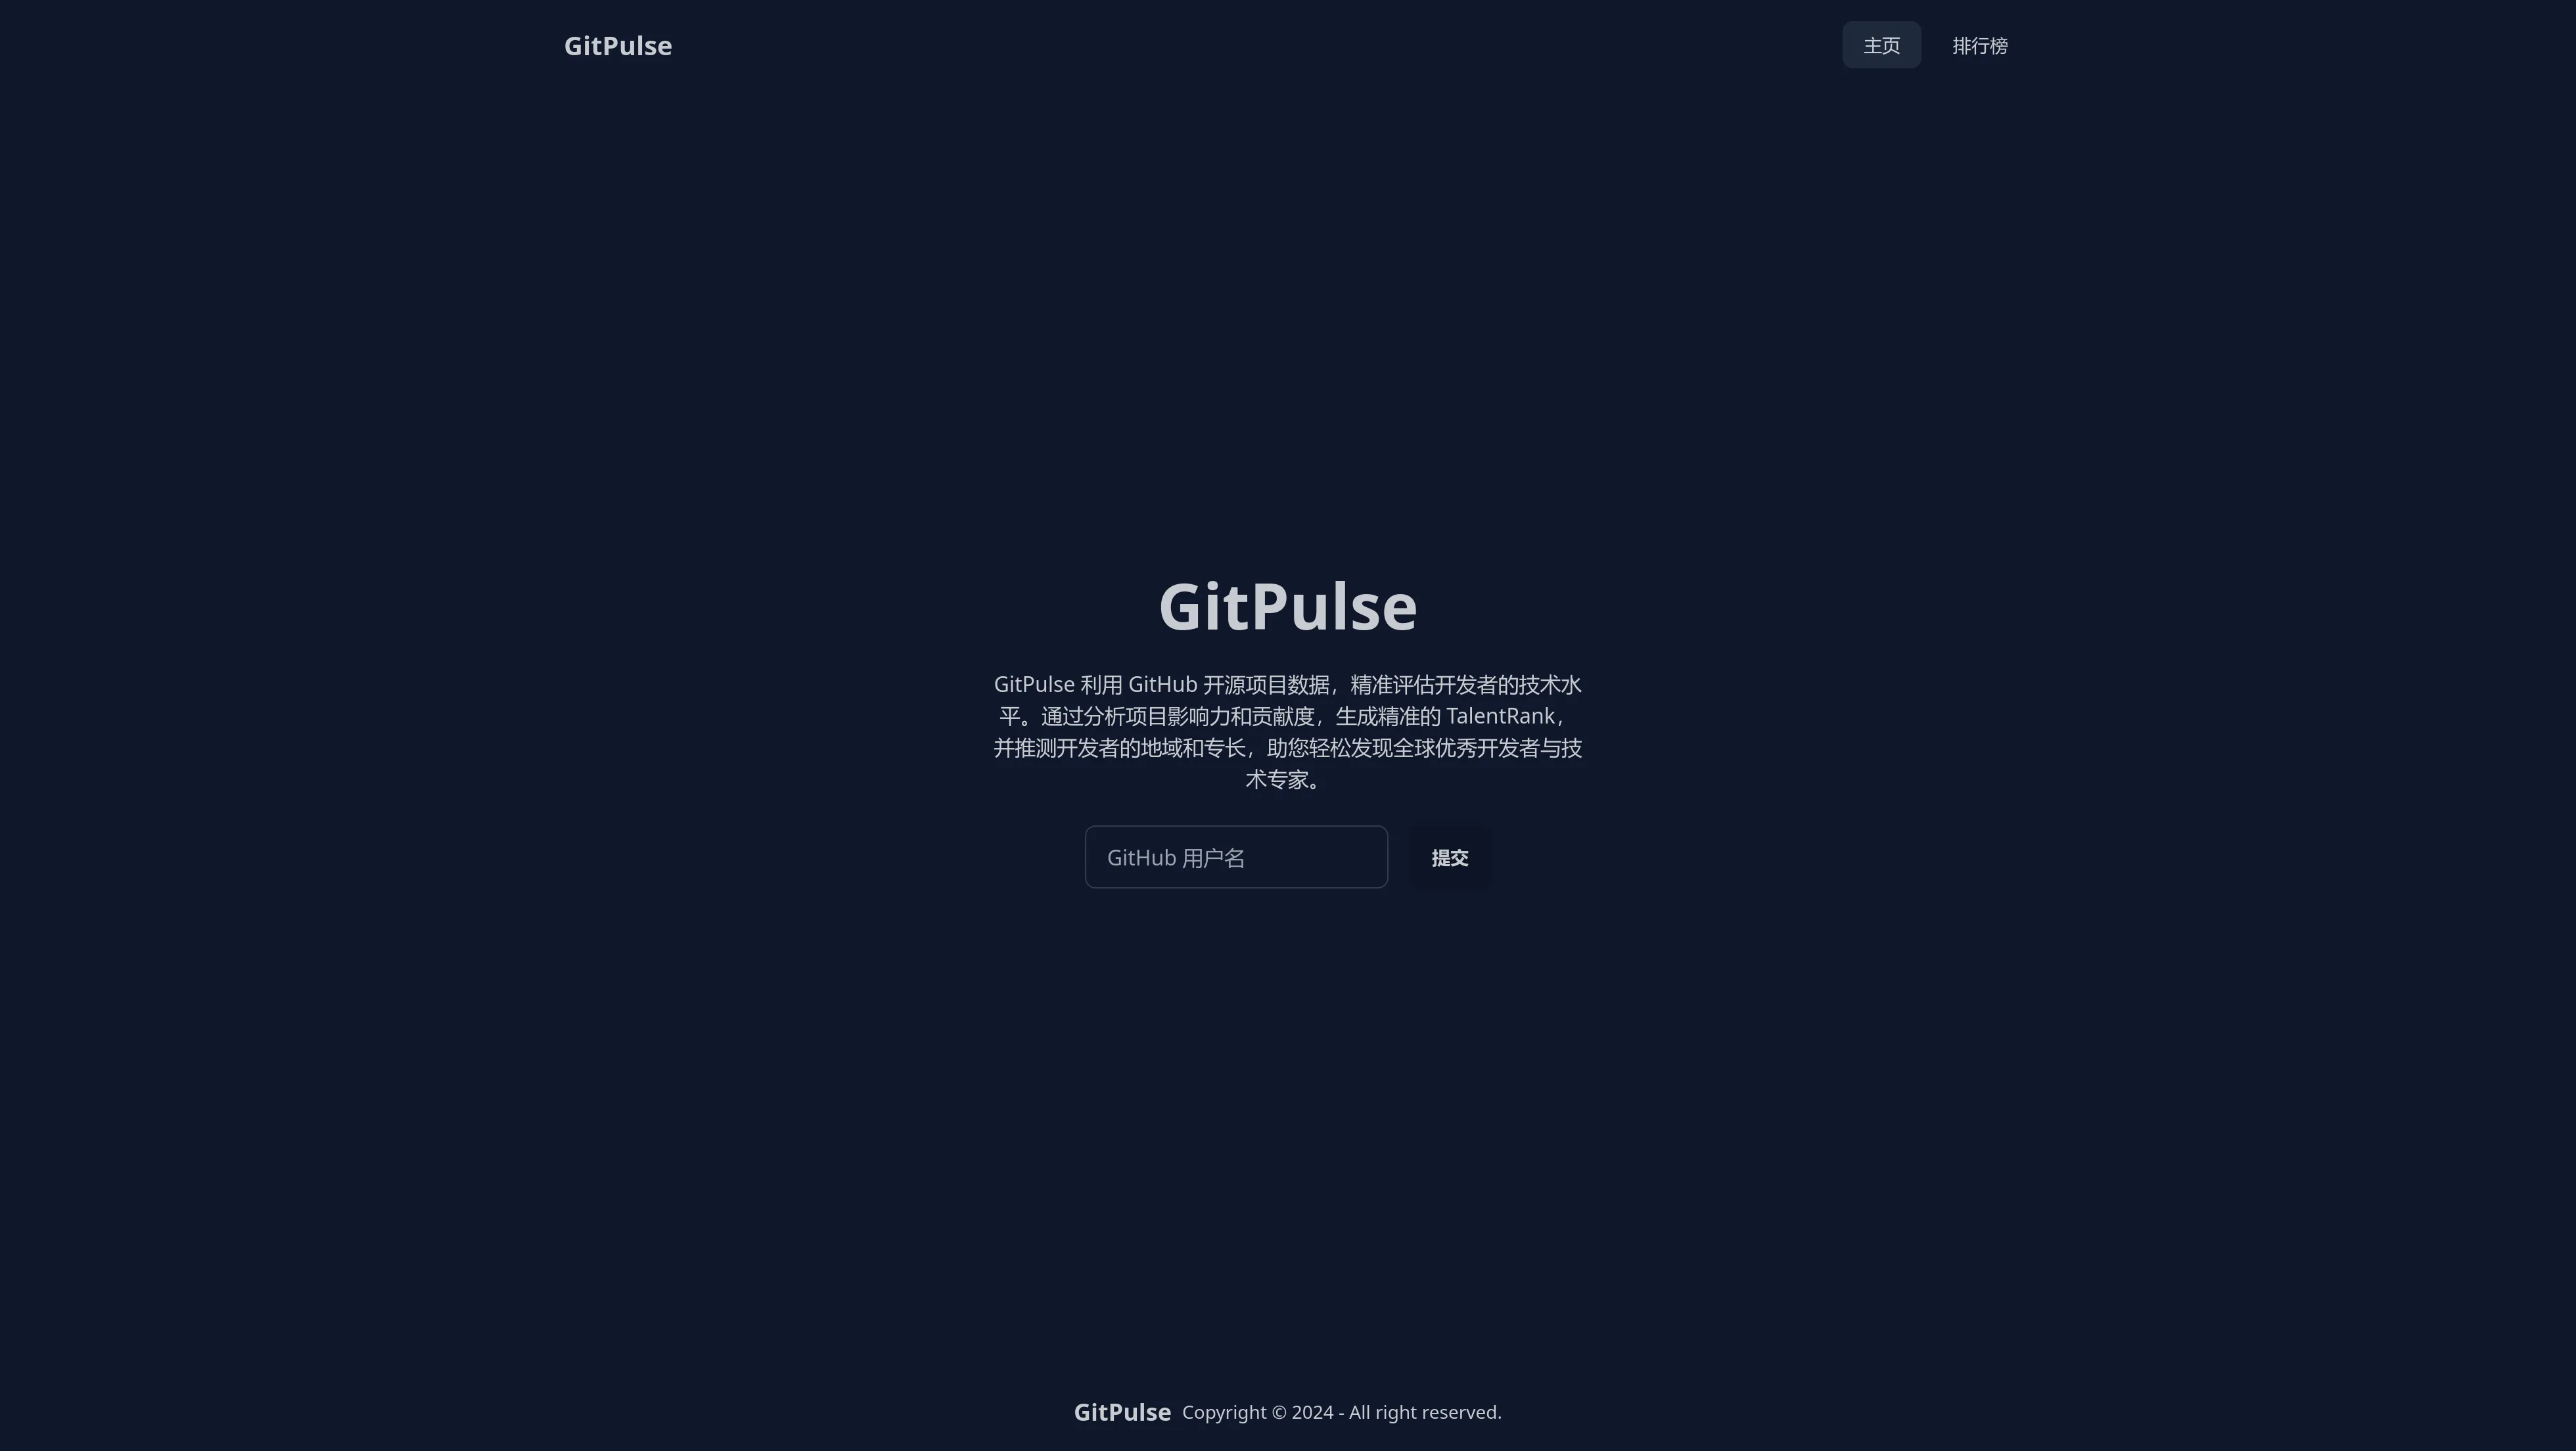 GitPulse
主页
排行榜
GitPulse
GitPulse 利用 GitHub 开源项目数据，精准评估开发者的技术水
平。通过分析项目影响力和贡献度，生成精准的 TalentRank，
并推测开发者的地域和专长，助您轻松发现全球优秀开发者与技
术专家。
GitHub 用户名
提交
GitPulse Copyright © 2024 - All right reserved.